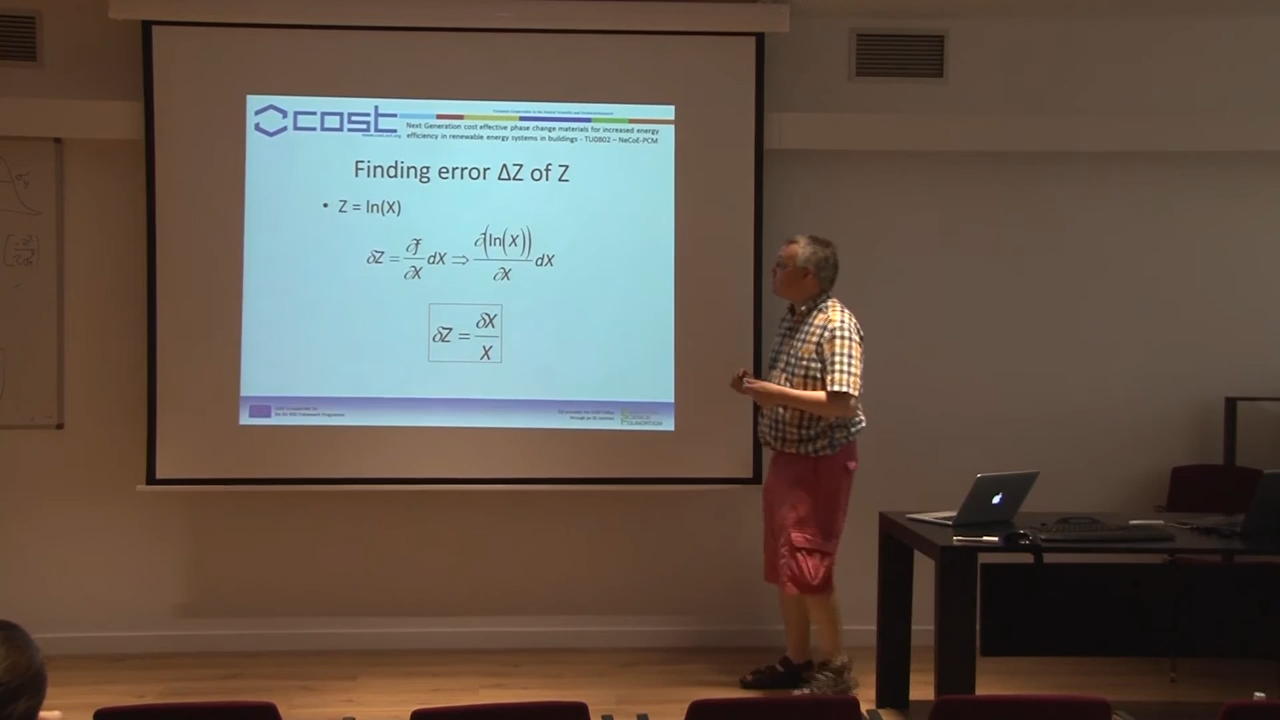 cost
Next Generation cost effective phase change materials for increased energy
efficiency in renewable energy systems in buildings - TU0802 – NeCoE-PCM
Finding error ΔZ of Z
• Z = ln(X)
δZ = ∂f/∂X dX ⇒ ∂(ln(X))/∂X dX
δZ = δX/X